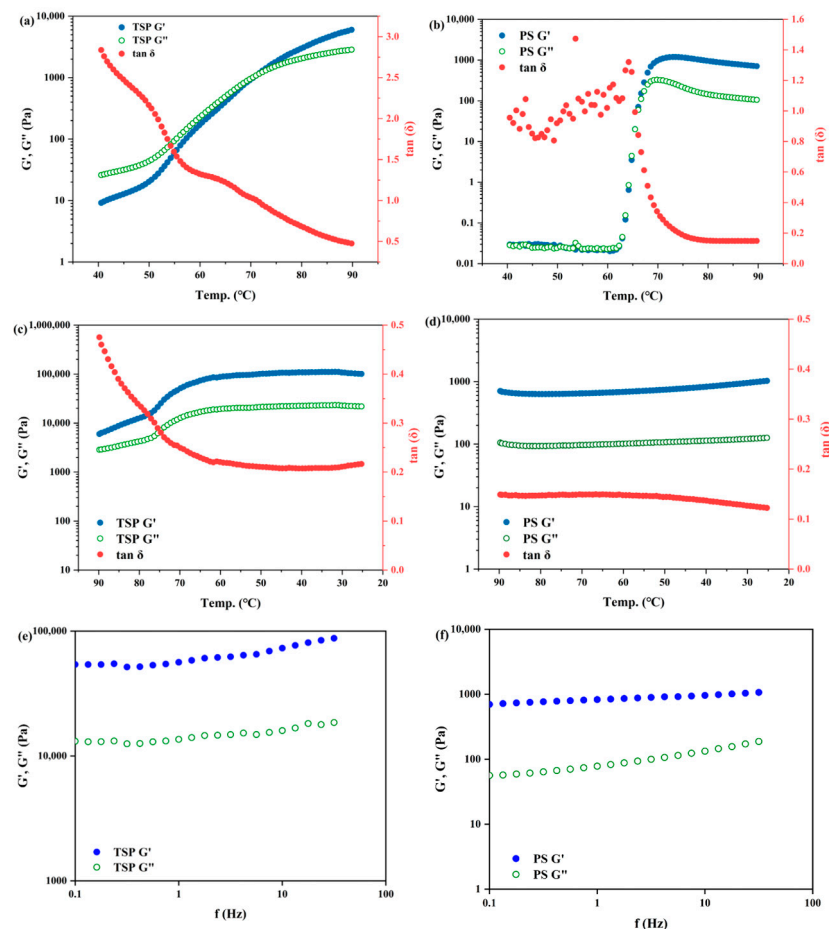 (a)
TSP G'
TSP G"
tan δ
G', G" (Pa)
10,000
1000
100
10
1
3.0
2.5
2.0
1.5
1.0
0.5
tan (δ)
40 50 60 70 80 90
Temp. (℃)
(b)
PS G'
PS G"
tan δ
G', G" (Pa)
10,000
1000
100
10
1
0.1
0.01
1.6
1.4
1.2
1.0
0.8
0.6
0.4
0.2
0.0
tan (δ)
40 50 60 70 80 90
Temp. (℃)
(c)
TSP G'
TSP G"
tan δ
G', G" (Pa)
1,000,000
100,000
10,000
1000
100
10
0.5
0.4
0.3
0.2
0.1
0.0
tan (δ)
90 80 70 60 50 40 30 20
Temp. (℃)
(d)
PS G'
PS G"
tan δ
G', G" (Pa)
10,000
1000
100
10
1
0.5
0.4
0.3
0.2
0.1
0.0
tan (δ)
90 80 70 60 50 40 30 20
Temp. (℃)
(e)
TSP G'
TSP G"
G', G" (Pa)
100,000
10,000
1000
0.1 1 10 100
f (Hz)
(f)
PS G'
PS G"
G', G" (Pa)
10,000
1000
100
10
1
0.1 1 10 100
f (Hz)